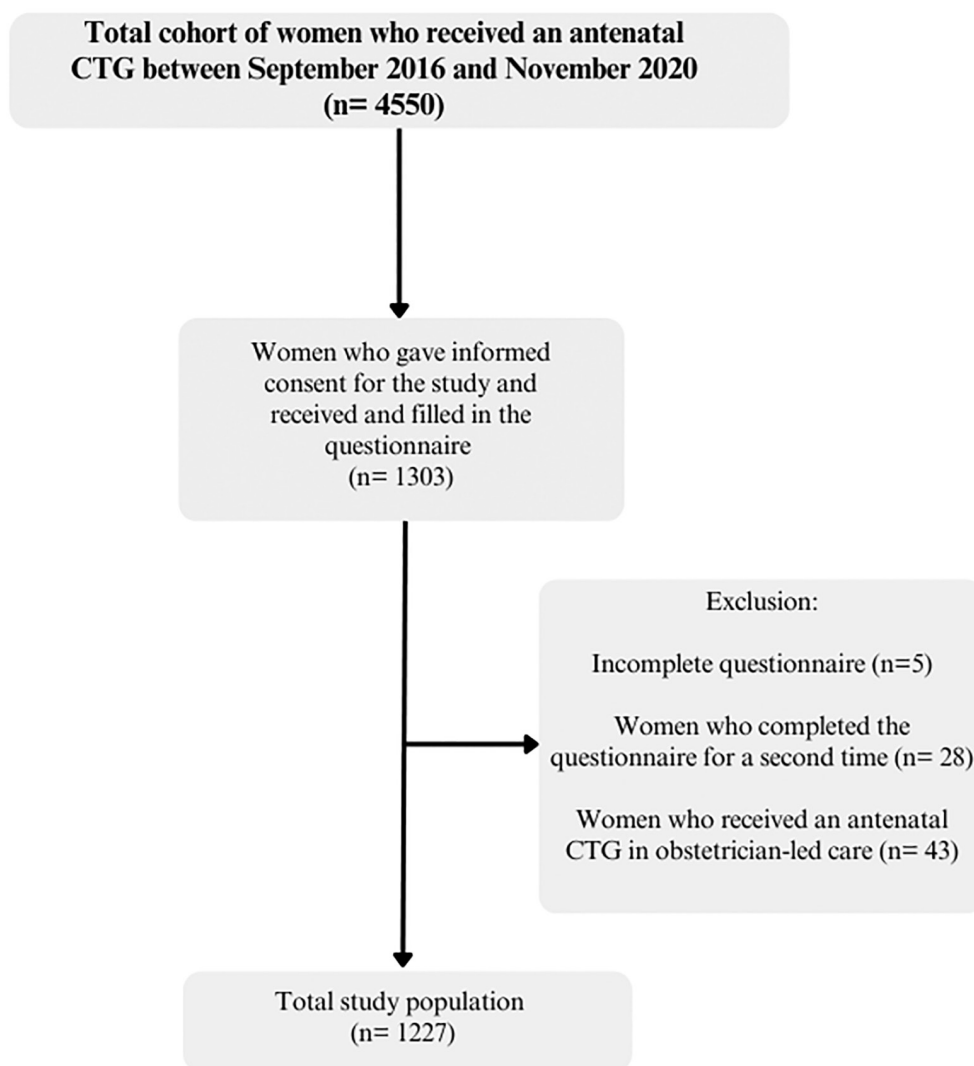 Total cohort of women who received an antenatal
CTG between September 2016 and November 2020
(n= 4550)
Women who gave informed
consent for the study and
received and filled in the
questionnaire
(n= 1303)
Exclusion:
Incomplete questionnaire (n=5)
Women who completed the
questionnaire for a second time (n= 28)
Women who received an antenatal
CTG in obstetrician-led care (n= 43)
Total study population
(n= 1227)